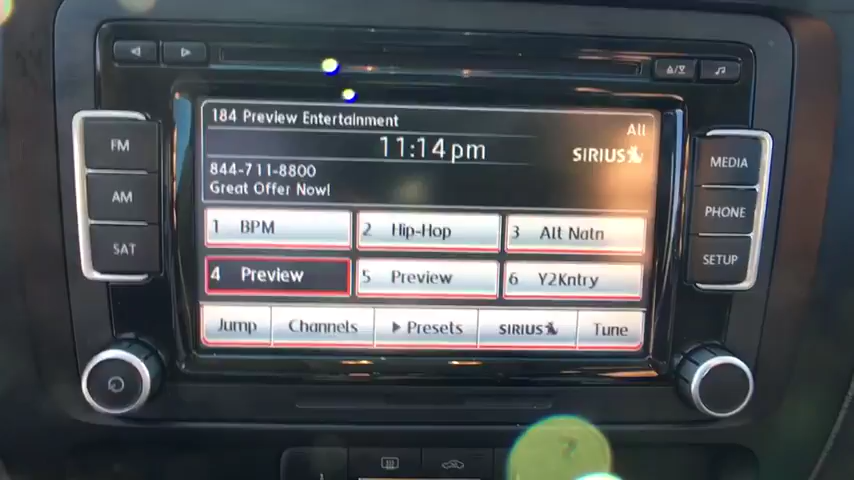 184 Preview Entertainment
All
11:14pm
SIRIUS
844-711-8800
Great Offer Now!
1 BPM
2 Hip-Hop
3 Alt Natn
4 Preview
5 Preview
6 Y2Kntry
Jump
Channels
Presets
SIRIUS
Tune
FM
AM
SAT
MEDIA
PHONE
SETUP